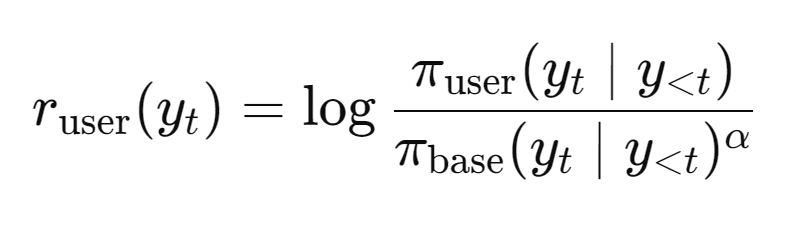 r_user(y_t) = log π_user(y_t | y_<t) / π_base(y_t | y_<t)^α